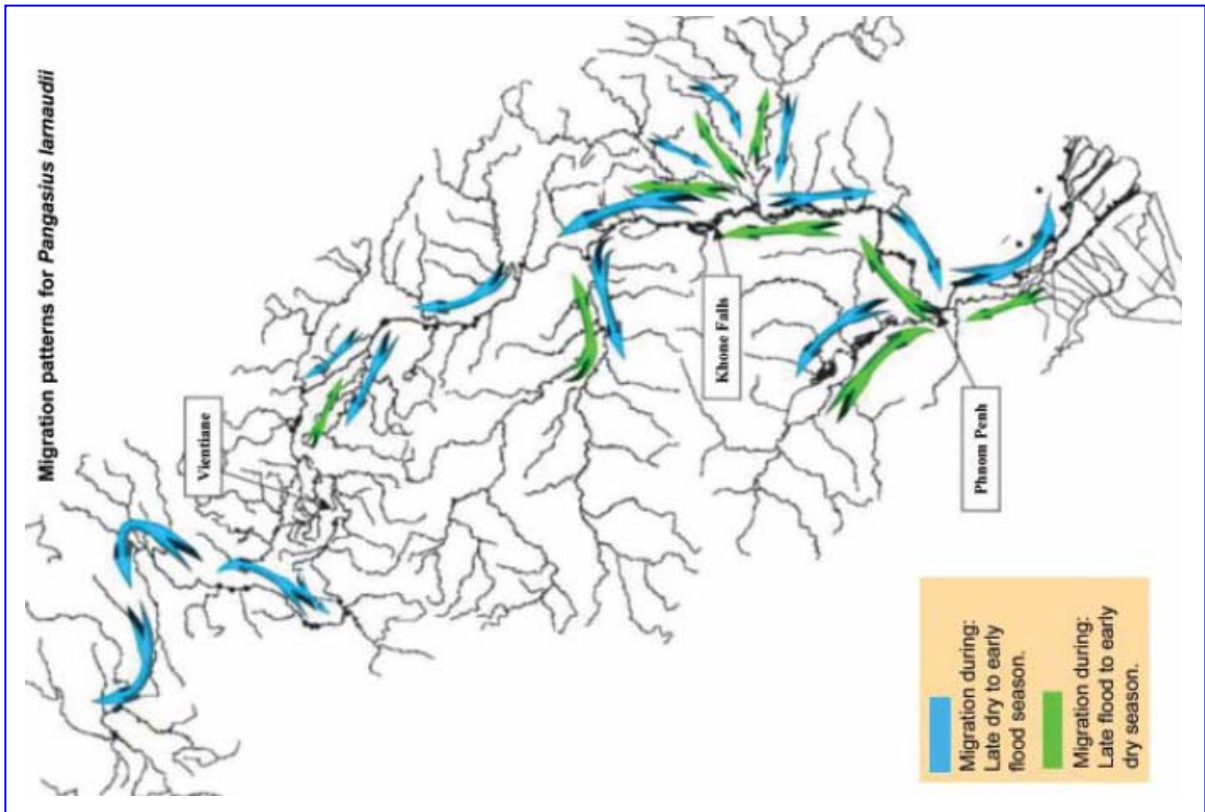 Migration patterns for Pangasius larnaudii
Vientiane
Khone Falls
Phnom Penh
Migration during:
Late dry to early
flood season.
Migration during:
Late flood to early
dry season.